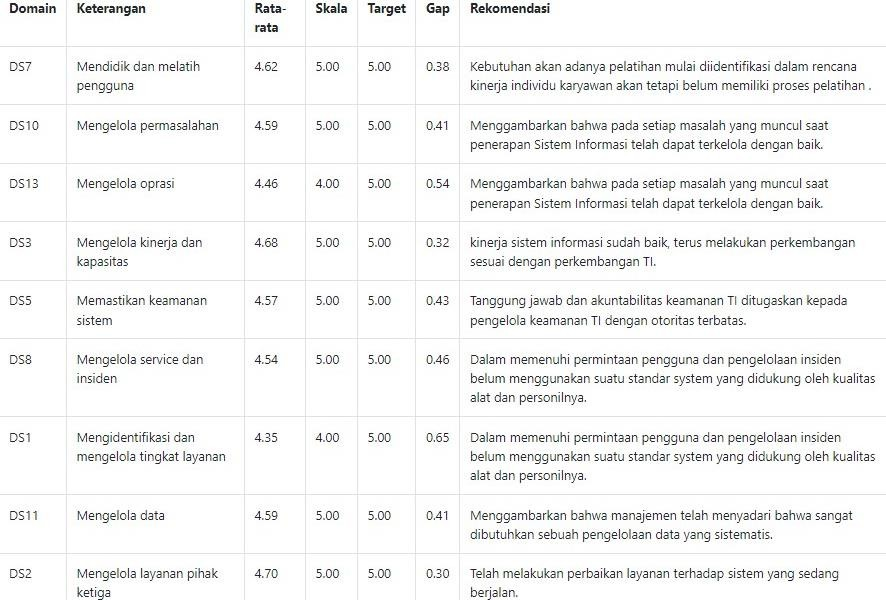 Domain Keterangan Rata-rata Skala Target Gap Rekomendasi
DS7 Mendidik dan melatih pengguna 4.62 5.00 5.00 0.38 Kebutuhan akan adanya pelatihan mulai diidentifikasi dalam rencana kinerja individu karyawan akan tetapi belum memiliki proses pelatihan .
DS10 Mengelola permasalahan 4.59 5.00 5.00 0.41 Menggambarkan bahwa pada setiap masalah yang muncul saat penerapan Sistem Informasi telah dapat terkelola dengan baik.
DS13 Mengelola oprasi 4.46 4.00 5.00 0.54 Menggambarkan bahwa pada setiap masalah yang muncul saat penerapan Sistem Informasi telah dapat terkelola dengan baik.
DS3 Mengelola kinerja dan kapasitas 4.68 5.00 5.00 0.32 kinerja sistem informasi sudah baik, terus melakukan perkembangan sesuai dengan perkembangan TI.
DS5 Memastikan keamanan sistem 4.57 5.00 5.00 0.43 Tanggung jawab dan akuntabilitas keamanan TI ditugaskan kepada pengelola keamanan TI dengan otoritas terbatas.
DS8 Mengelola service dan insiden 4.54 5.00 5.00 0.46 Dalam memenuhi permintaan pengguna dan pengelolaan insiden belum menggunakan suatu standar system yang didukung oleh kualitas alat dan personilnya.
DS1 Mengidentifikasi dan mengelola tingkat layanan 4.35 4.00 5.00 0.65 Dalam memenuhi permintaan pengguna dan pengelolaan insiden belum menggunakan suatu standar system yang didukung oleh kualitas alat dan personilnya.
DS11 Mengelola data 4.59 5.00 5.00 0.41 Menggambarkan bahwa manajemen telah menyadari bahwa sangat dibutuhkan sebuah pengelolaan data yang sistematis.
DS2 Mengelola layanan pihak ketiga 4.70 5.00 5.00 0.30 Telah melakukan perbaikan layanan terhadap sistem yang sedang berjalan.